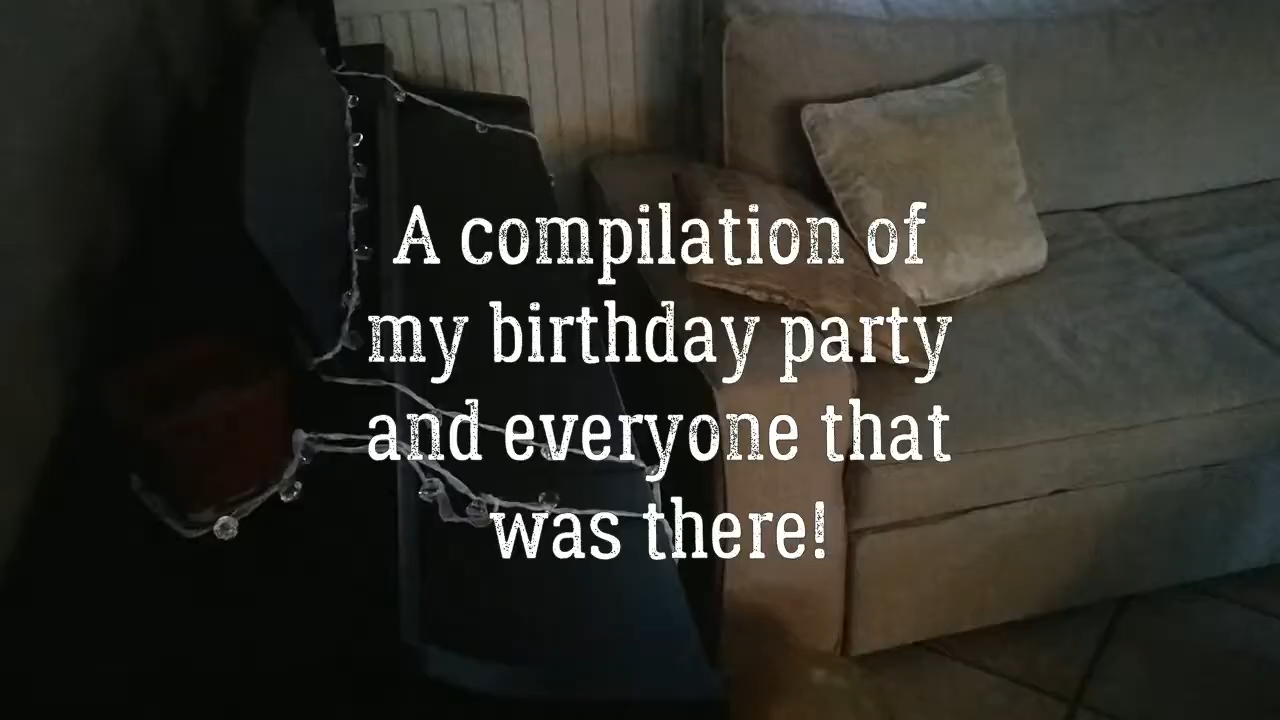 A compilation of
my birthday party
and everyone that
was there!